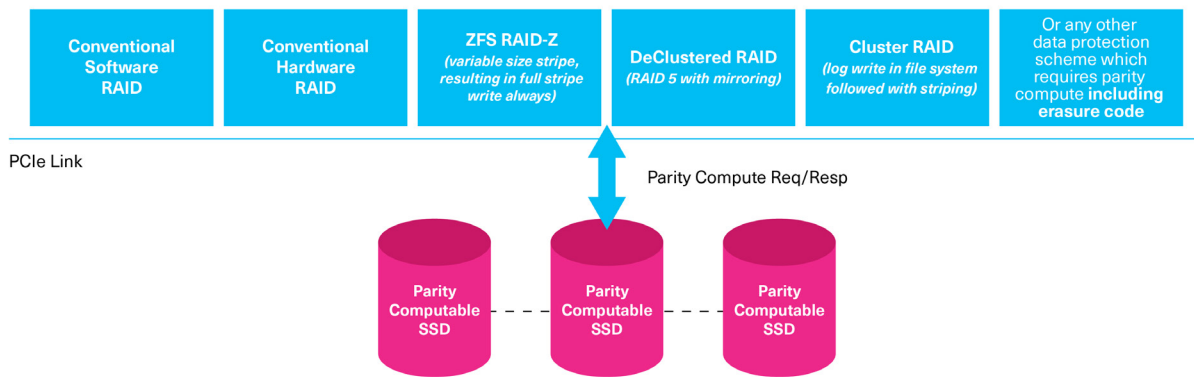 Conventional
Software
RAID
Conventional
Hardware
RAID
ZFS RAID-Z
(variable size stripe,
resulting in full stripe
write always)
DeClustered RAID
(RAID 5 with mirroring)
Cluster RAID
(log write in file system
followed with striping)
Or any other
data protection
scheme which
requires parity
compute including
erasure code
PCIe Link
Parity Compute Req/Resp
Parity
Computable
SSD
Parity
Computable
SSD
Parity
Computable
SSD